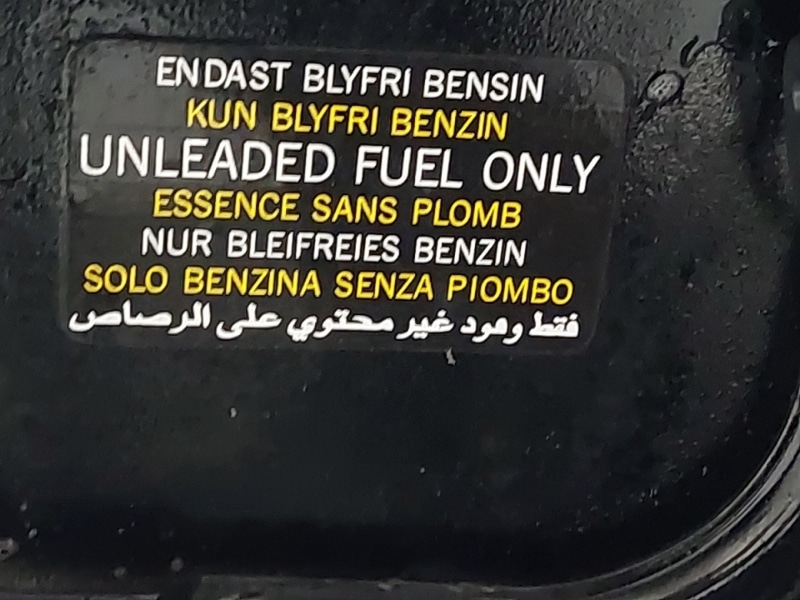 ENDAST BLYFRI BENSIN
KUN BLYFRI BENZIN
UNLEADED FUEL ONLY
ESSENCE SANS PLOMB
NUR BLEIFREIES BENZIN
SOLO BENZINA SENZA PIOMBO
فقط وقود غير محتوي على الرصاص